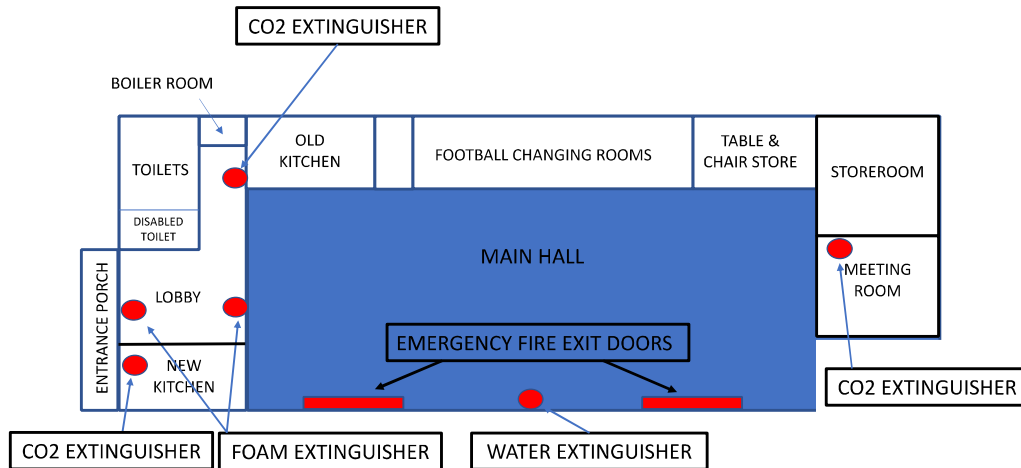 CO2 EXTINGUISHER
BOILER ROOM
OLD
KITCHEN
TOILETS
FOOTBALL CHANGING ROOMS
TABLE &
CHAIR STORE
STOREROOM
DISABLED
TOILET
MAIN HALL
ENTRANCE PORCH
LOBBY
MEETING
ROOM
EMERGENCY FIRE EXIT DOORS
NEW
KITCHEN
CO2 EXTINGUISHER
CO2 EXTINGUISHER
FOAM EXTINGUISHER
WATER EXTINGUISHER